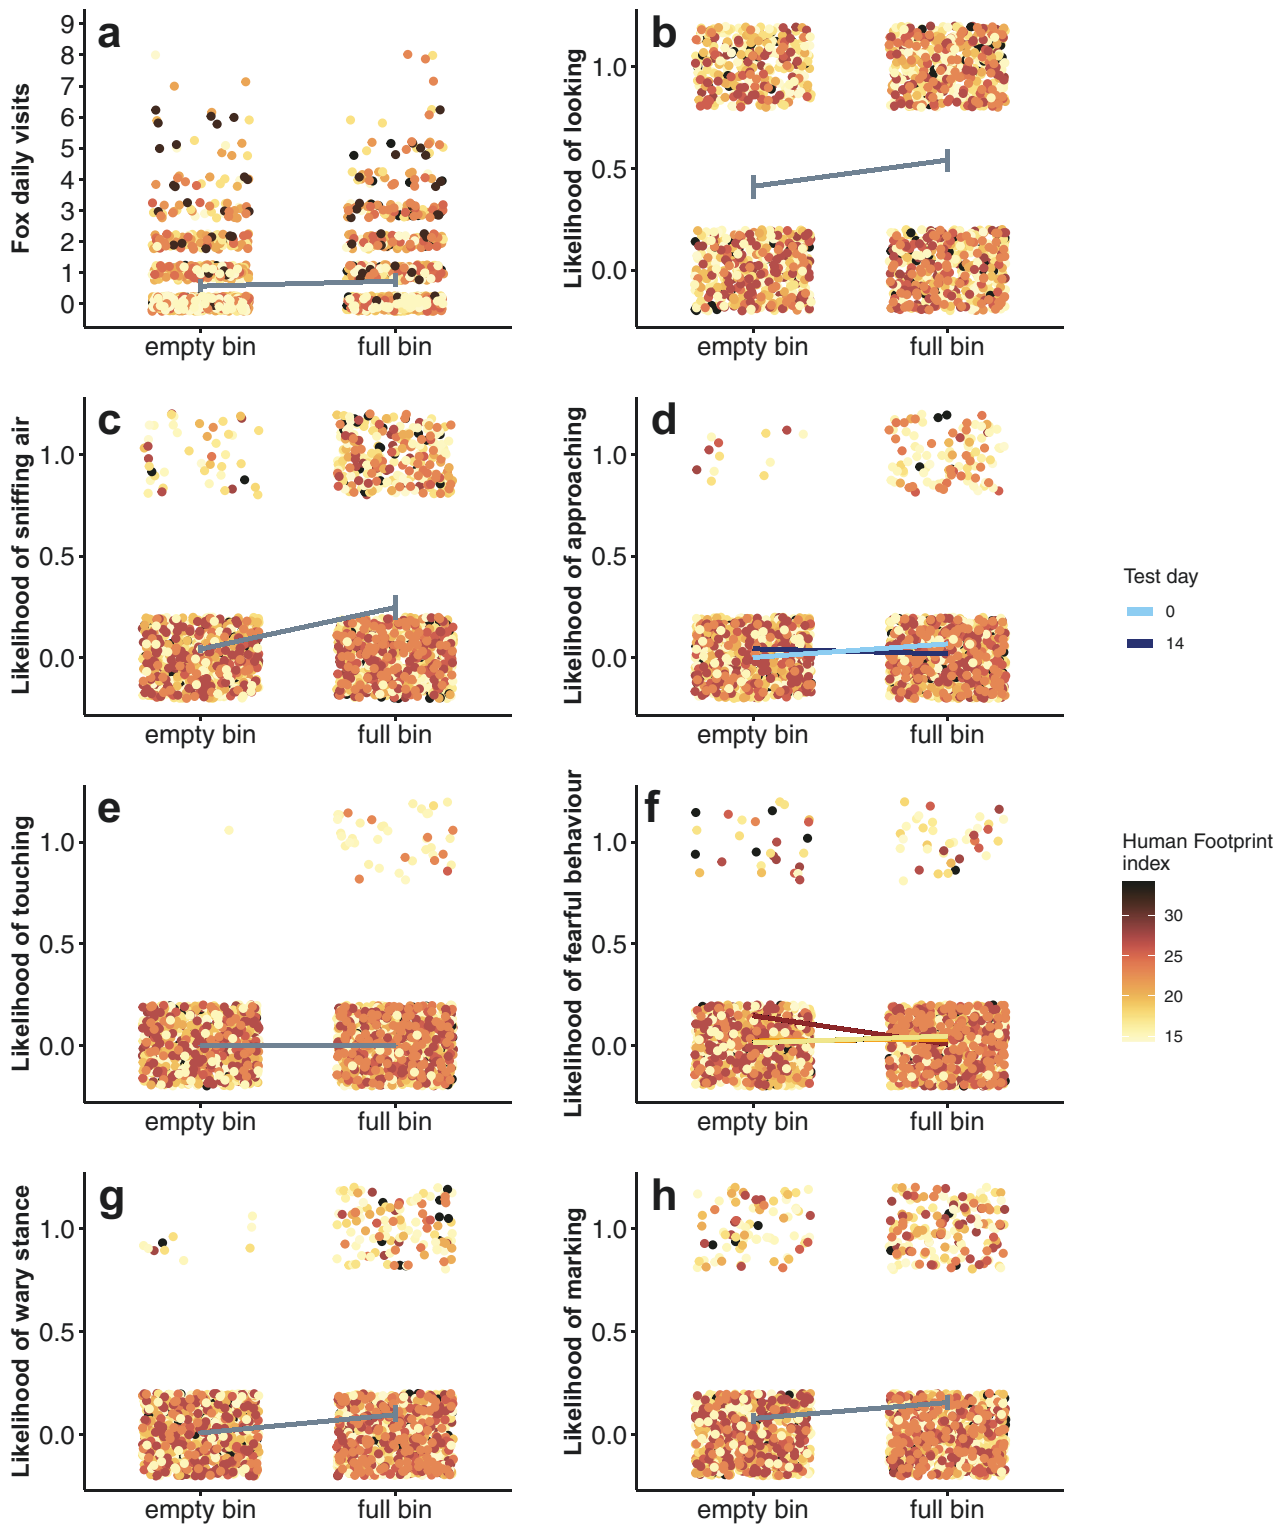 a
Fox daily visits
9
8
7
6
5
4
3
2
1
0
empty bin
full bin
b
Likelihood of looking
1.0
0.5
0.0
empty bin
full bin
c
Likelihood of sniffing air
1.0
0.5
0.0
empty bin
full bin
d
Likelihood of approaching
1.0
0.5
0.0
empty bin
full bin
Test day
0
14
e
Likelihood of touching
1.0
0.5
0.0
empty bin
full bin
f
Likelihood of fearful behaviour
1.0
0.5
0.0
empty bin
full bin
Human Footprint
index
30
25
20
15
g
Likelihood of wary stance
1.0
0.5
0.0
empty bin
full bin
h
Likelihood of marking
1.0
0.5
0.0
empty bin
full bin